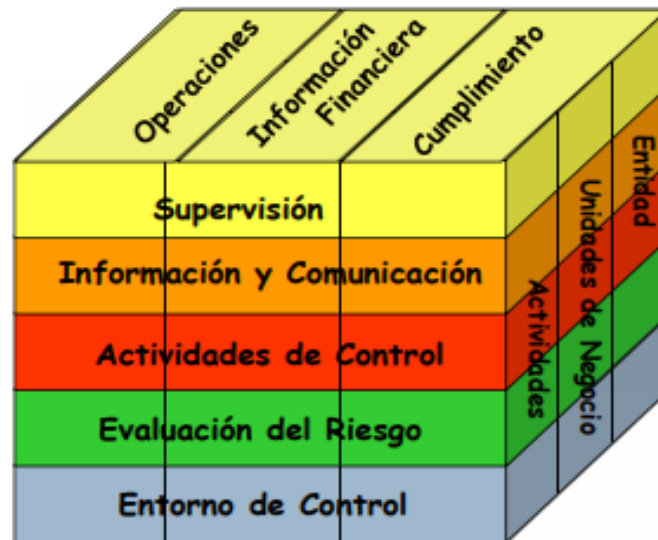 Operaciones
Información
Financiera
Cumplimiento
Supervisión
Información y Comunicación
Actividades de Control
Evaluación del Riesgo
Entorno de Control
Actividades
Unidades de Negocio
Entidad